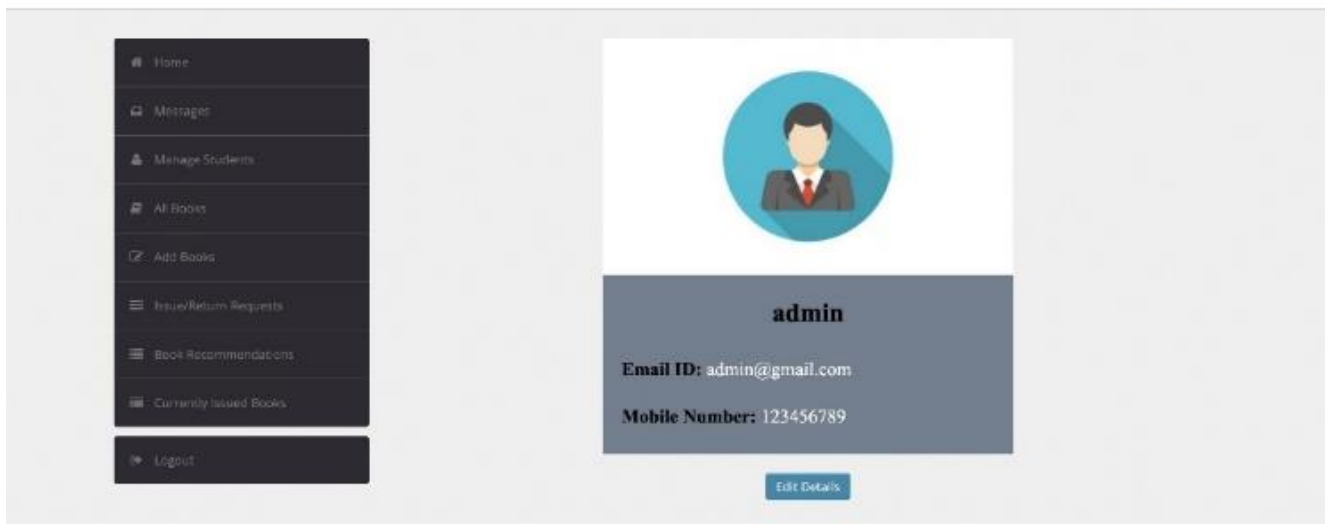 Home
Messages
Manage Students
All Books
Add Books
Issue/Return Requests
Book Recommendations
Currently Issued Books
Logout
admin
Email ID: admin@gmail.com
Mobile Number: 123456789
Edit Details